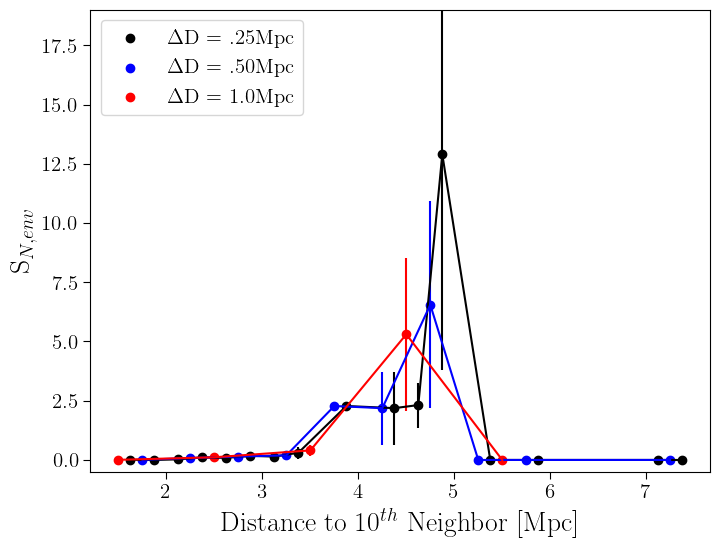 ΔD = .25Mpc
ΔD = .50Mpc
ΔD = 1.0Mpc
17.5
15.0
12.5
10.0
7.5
5.0
2.5
0.0
S_{N,env}
2 3 4 5 6 7
Distance to 10^{th} Neighbor [Mpc]